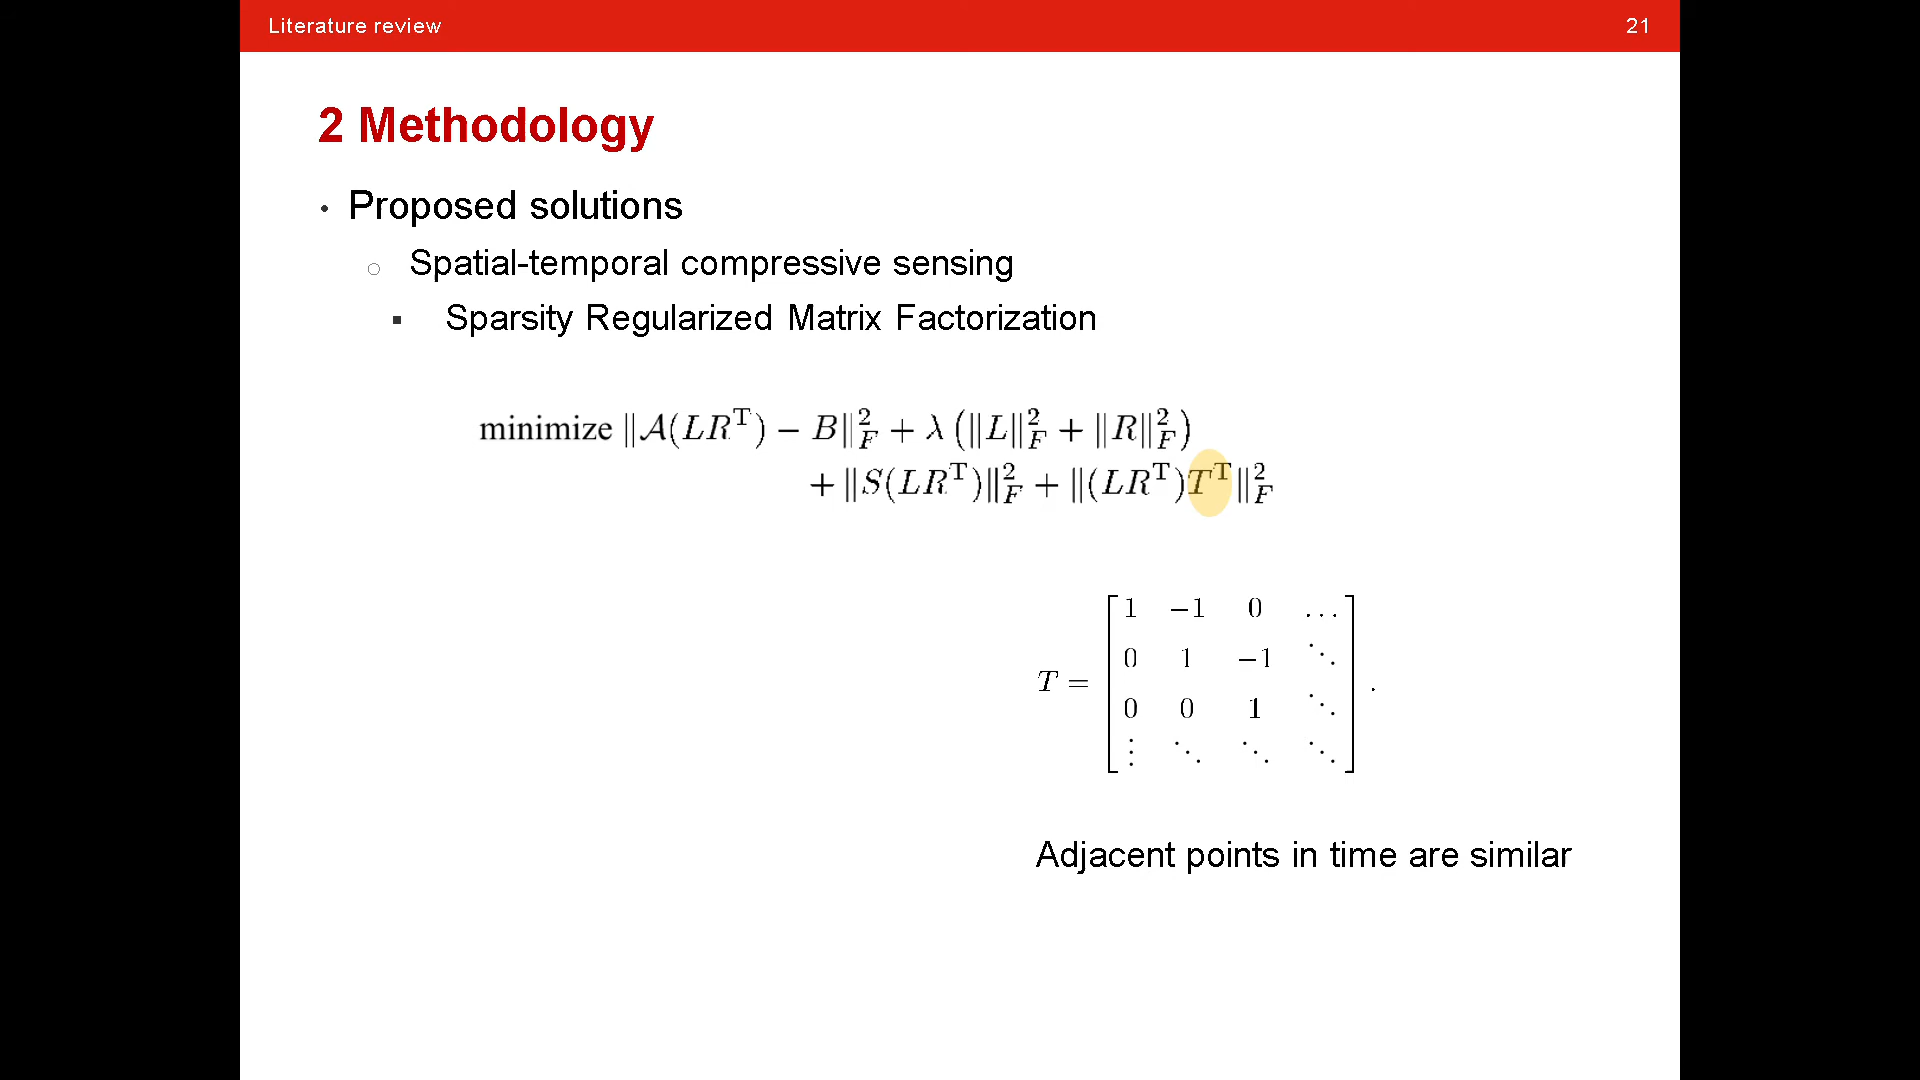 Literature review 21
2 Methodology
• Proposed solutions
○ Spatial-temporal compressive sensing
▪ Sparsity Regularized Matrix Factorization
minimize ‖𝒜(LRᵀ) − B‖²_F + λ (‖L‖²_F + ‖R‖²_F)
+ ‖S(LRᵀ)‖²_F + ‖(LRᵀ)Tᵀ‖²_F
1 −1 0 …
0 1 −1 ⋱
T = [ ] .
0 0 1 ⋱
⋮ ⋱ ⋱ ⋱
Adjacent points in time are similar